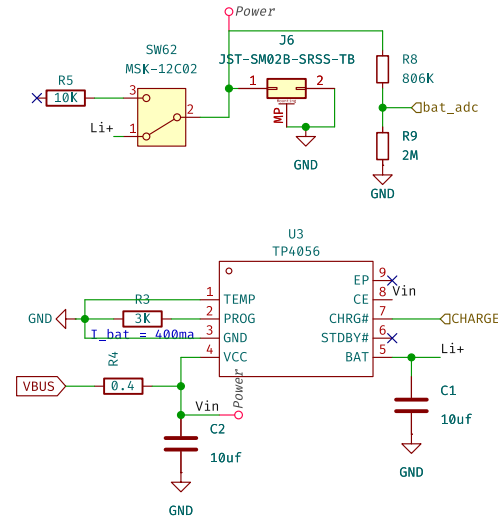 Power
J6
SW62
JST-SM02B-SRSS-TB
MSK-12C02
R8
806K
R5
10K
3
2
1
2
Mounting
MP
bat_adc
Li+
1
GND
R9
2M
GND
U3
TP4056
EP
9
1
TEMP
CE
8
Vin
R3
3K
GND
2
PROG
CHRG#
7
CHARGE
I_bat = 400ma
3
GND
STDBY#
6
4
VCC
BAT
5
Li+
R4
0.4
VBUS
Power
Vin
C1
10uf
C2
10uf
GND
GND